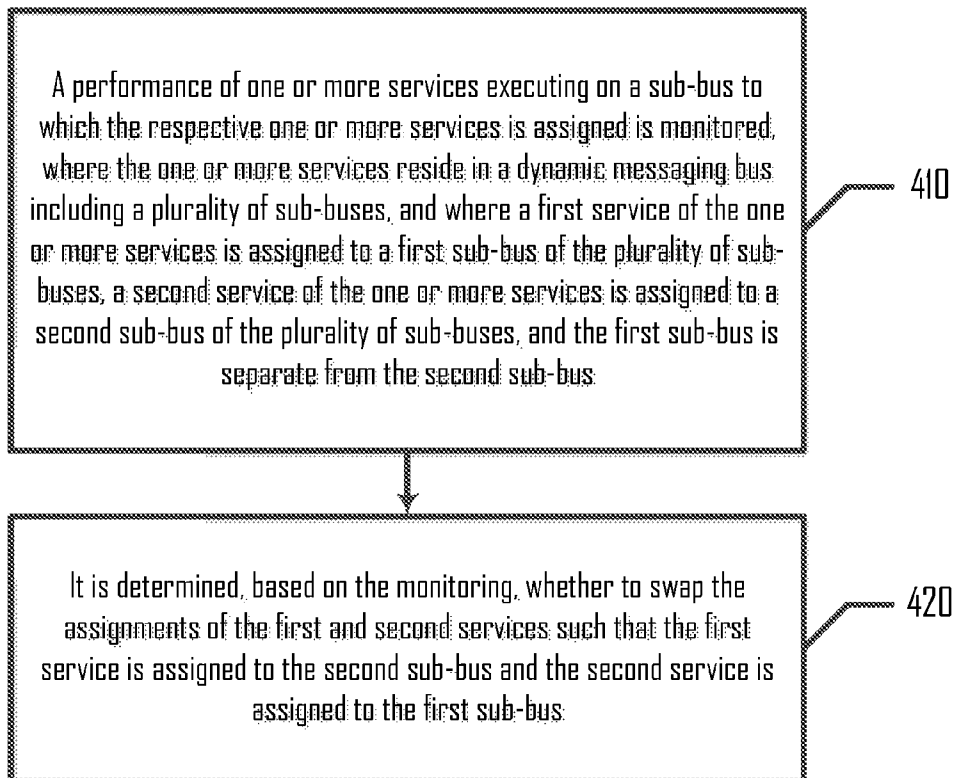 A performance of one or more services executing on a sub-bus to
which the respective one or more services is assigned is monitored,
where the one or more services reside in a dynamic messaging bus
including a plurality of sub-buses, and where a first service of the one
or more services is assigned to a first sub-bus of the plurality of sub-
buses, a second service of the one or more services is assigned to a
second sub-bus of the plurality of sub-buses, and the first sub-bus is
separate from the second sub-bus
410
It is determined, based on the monitoring, whether to swap the
assignments of the first and second services such that the first
service is assigned to the second sub-bus and the second service is
assigned to the first sub-bus
420